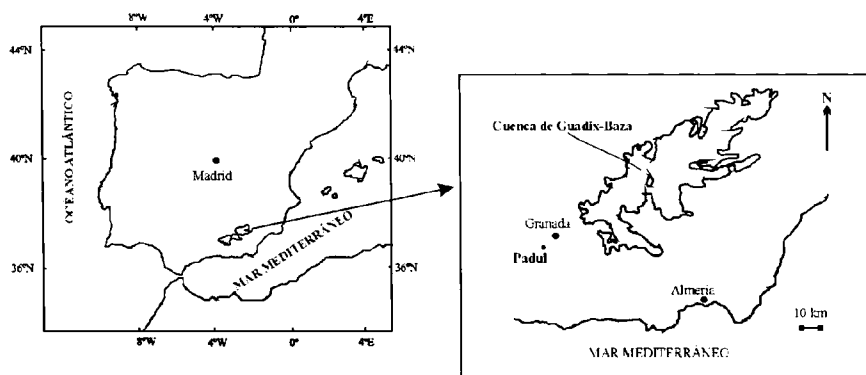 8°W
4°W
0°
4°E
44°N
44°N
OCEANO ATLÁNTICO
40°N
40°N
Madrid
MAR MEDITERRÁNEO
36°N
36°N
8°W
4°W
0°
4°E
N
Cuenca de Guadix-Baza
Granada
Padul
Almería
10 km
MAR MEDITERRÁNEO